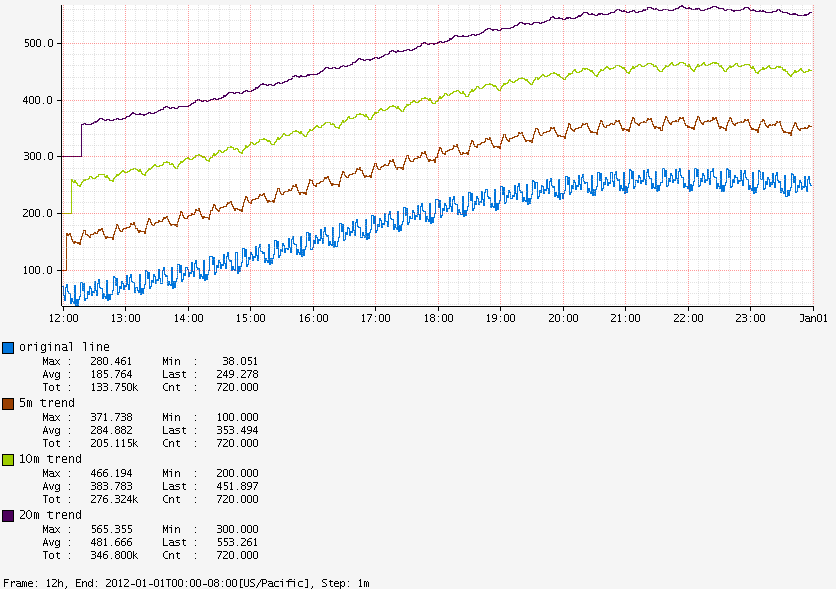 500.0
400.0
300.0
200.0
100.0
12:00 13:00 14:00 15:00 16:00 17:00 18:00 19:00 20:00 21:00 22:00 23:00 Jan01
original line
Max : 280.461 Min : 38.051
Avg : 185.764 Last : 249.278
Tot : 133.750k Cnt : 720.000
5m trend
Max : 371.738 Min : 100.000
Avg : 284.882 Last : 353.494
Tot : 205.115k Cnt : 720.000
10m trend
Max : 466.194 Min : 200.000
Avg : 383.783 Last : 451.897
Tot : 276.324k Cnt : 720.000
20m trend
Max : 565.355 Min : 300.000
Avg : 481.666 Last : 553.261
Tot : 346.800k Cnt : 720.000
Frame: 12h, End: 2012-01-01T00:00-08:00[US/Pacific], Step: 1m